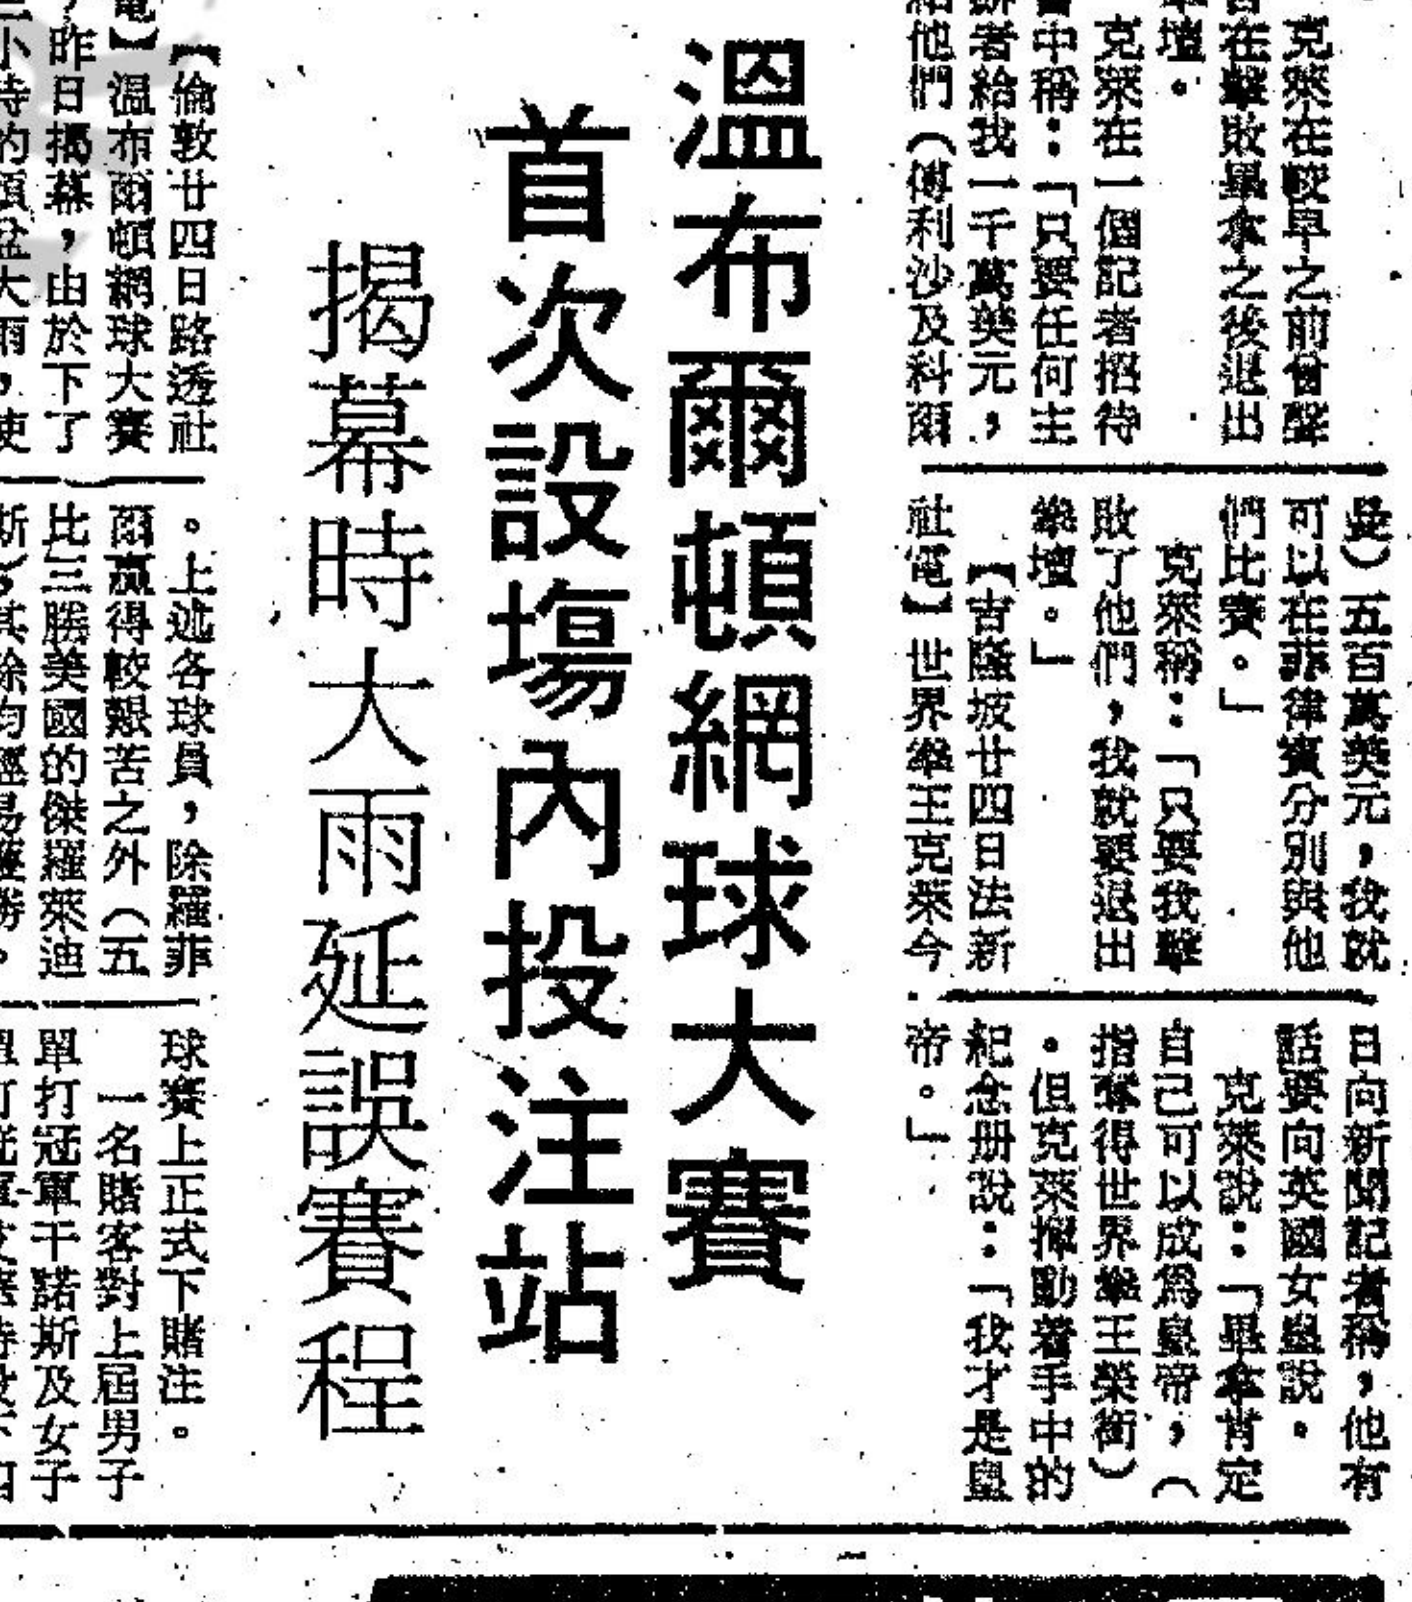 克萊在較早之前曾聲
在擊敗畢拿之後退出
壇。
克萊在一個記者招待
中稱：「只要任何主
者給我一千萬美元，
他們（傅利沙及科爾
曼）五百萬美元，我就
可以在菲律賓分別與他
們比賽。」
克萊稱：「只要我擊
敗了他們，我就要退出
拳壇。」
【吉隆坡廿四日法新
社電】世界拳王克萊今
日向新聞記者稱，他有
話要向英國女皇說。
克萊說：「畢拿肯定
自己可以成爲皇帝，（
指奪得世界拳王榮銜）
。但克萊揮動着手中的
紀念册說：「我才是皇
帝。」
溫布爾頓網球大賽
首次設塲內投注站
揭幕時大雨延誤賽程
【倫敦廿四日路透社
電】溫布爾頓網球大賽
，昨日揭幕，由於下了
小時的傾盆大雨，使
。上述各球員，除羅菲
爾贏得較艱苦之外（五
比三勝美國的傑羅萊迪
斯），其除均輕易獲勝。
球賽上正式下賭注。
一名賭客對上屆男子
單打冠軍干諾斯及女子